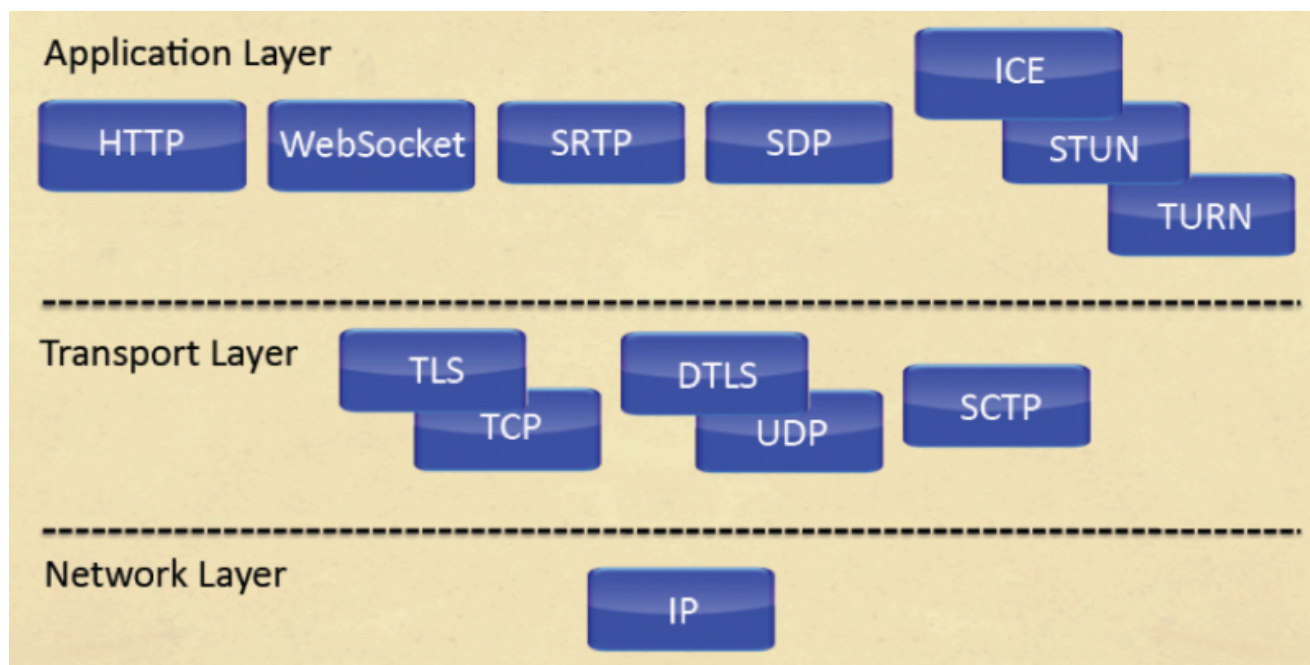 Application Layer
ICE
HTTP
WebSocket
SRTP
SDP
STUN
TURN
Transport Layer
TLS
DTLS
SCTP
TCP
UDP
Network Layer
IP